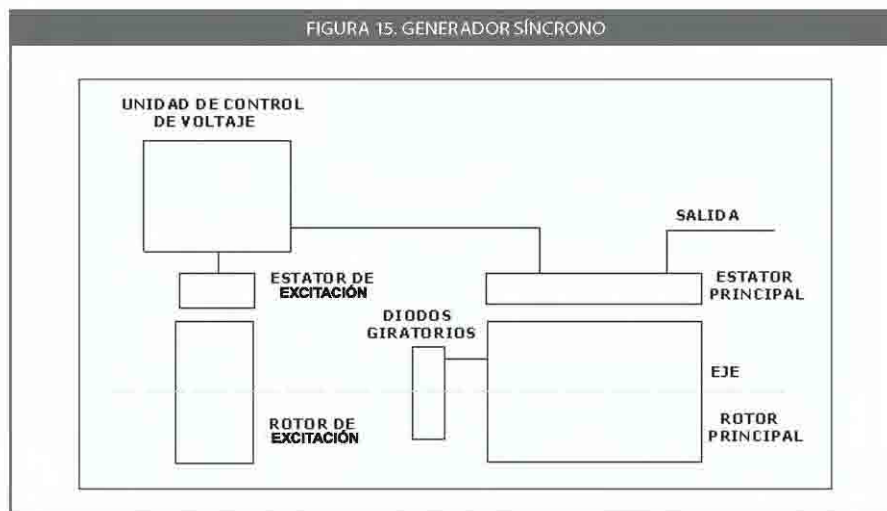 FIGURA 15. GENERADOR SÍNCRONO
UNIDAD DE CONTROL
DE VOLTAJE
SALIDA
ESTATOR DE
EXCITACIÓN
ESTATOR
PRINCIPAL
DIODOS
GIRATORIOS
EJE
ROTOR DE
EXCITACIÓN
ROTOR
PRINCIPAL